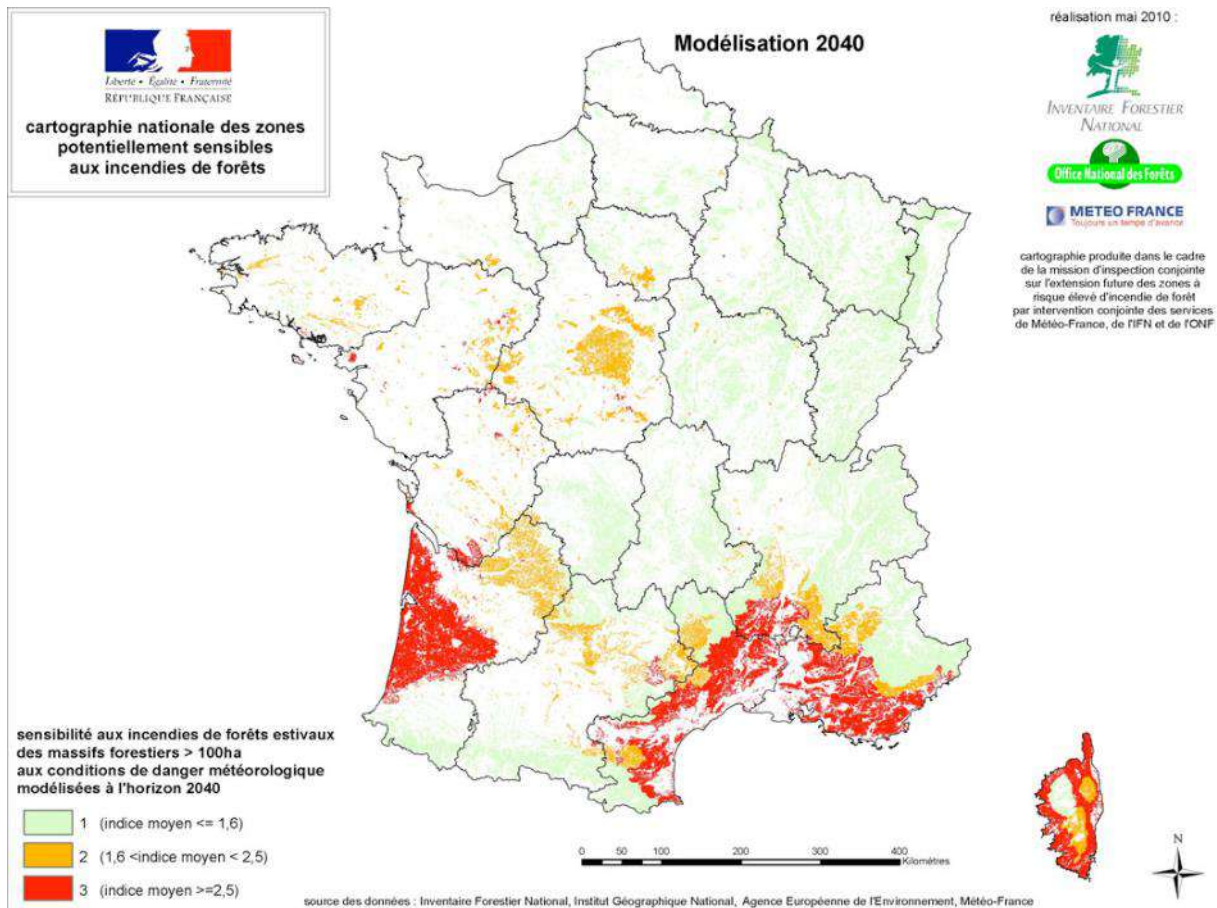 Modélisation 2040
Liberté • Égalité • Fraternité
RÉPUBLIQUE FRANÇAISE
cartographie nationale des zones
potentiellement sensibles
aux incendies de forêts
réalisation mai 2010 :
INVENTAIRE FORESTIER
NATIONAL
Office National des Forêts
METEO FRANCE
Toujours un temps d'avance
cartographie produite dans le cadre
de la mission d'inspection conjointe
sur l'extension future des zones à
risque élevé d'incendie de forêt
par intervention conjointe des services
de Météo-France, de l'IFN et de l'ONF
sensibilité aux incendies de forêts estivaux
des massifs forestiers > 100ha
aux conditions de danger météorologique
modélisées à l'horizon 2040
1 (indice moyen <= 1,6)
2 (1,6 <indice moyen < 2,5)
3 (indice moyen >=2,5)
0 50 100 200 300 400
Kilomètres
N
source des données : Inventaire Forestier National, Institut Géographique National, Agence Européenne de l'Environnement, Météo-France